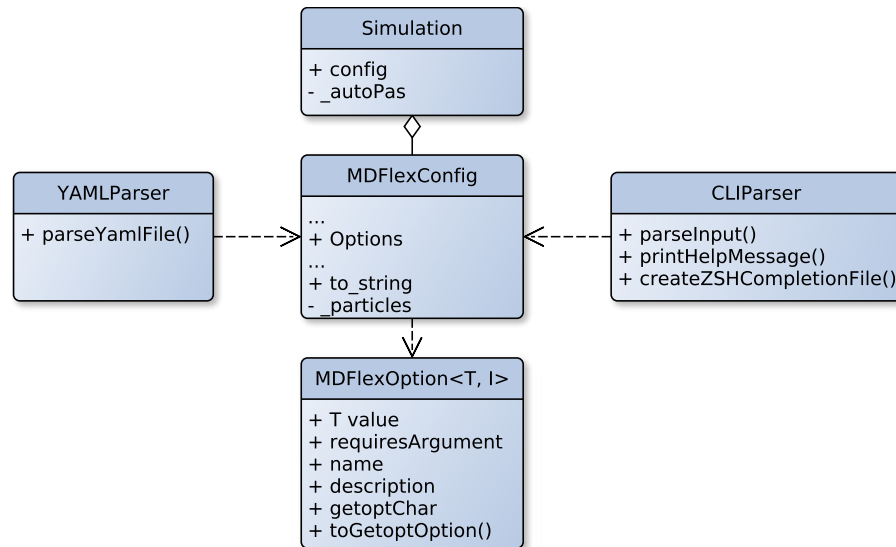 Simulation
+ config
- _autoPas
MDFlexConfig
...
+ Options
...
+ to_string
- _particles
YAMLParser
+ parseYamlFile()
CLIParser
+ parseInput()
+ printHelpMessage()
+ createZSHCompletionFile()
MDFlexOption<T, I>
+ T value
+ requiresArgument
+ name
+ description
+ getoptChar
+ toGetoptOption()